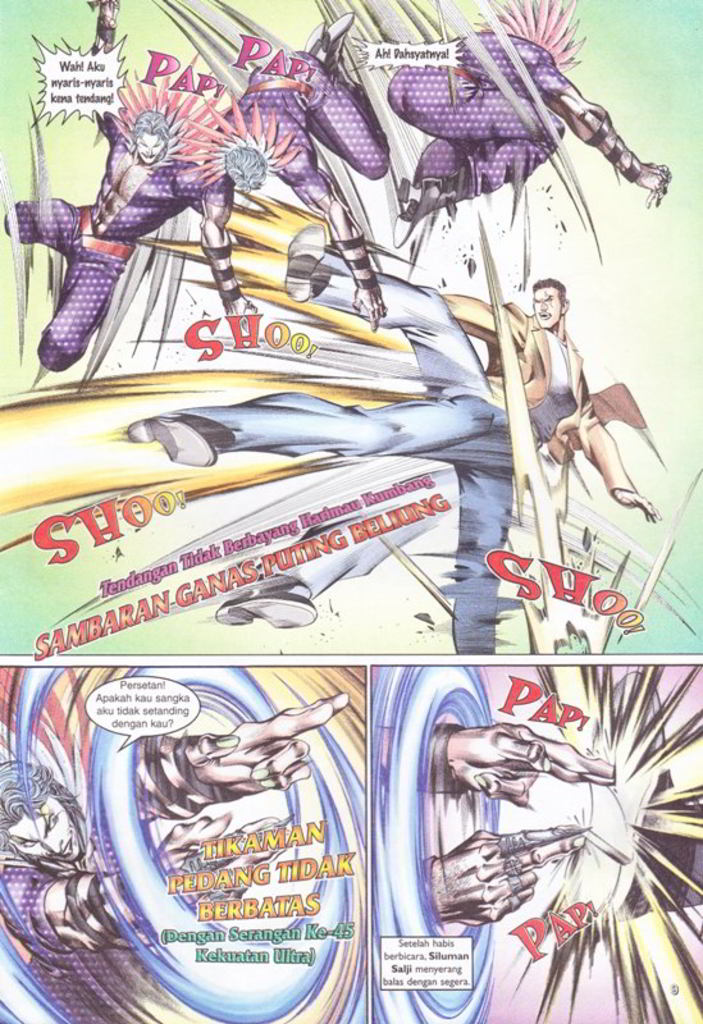 Wah! Aku
nyaris-nyaris
kena tendang!
PAP!
PAP!
Ah! Dahsyatnya!
SHOO!
SHOO!
Tendangan Tidak Berbayang Harimau Kumbang
SAMBARAN GANAS PUTING BELIUNG
SHOO!
Persetan!
Apakah kau sangka
aku tidak setanding
dengan kau?
TIKAMAN
PEDANG TIDAK
BERBATAS
(Dengan Serangan Ke-45
Kekuatan Ultra)
PAP!
PAP!
Setelah habis
berbicara, Siluman
Salji menyerang
balas dengan segera.
9